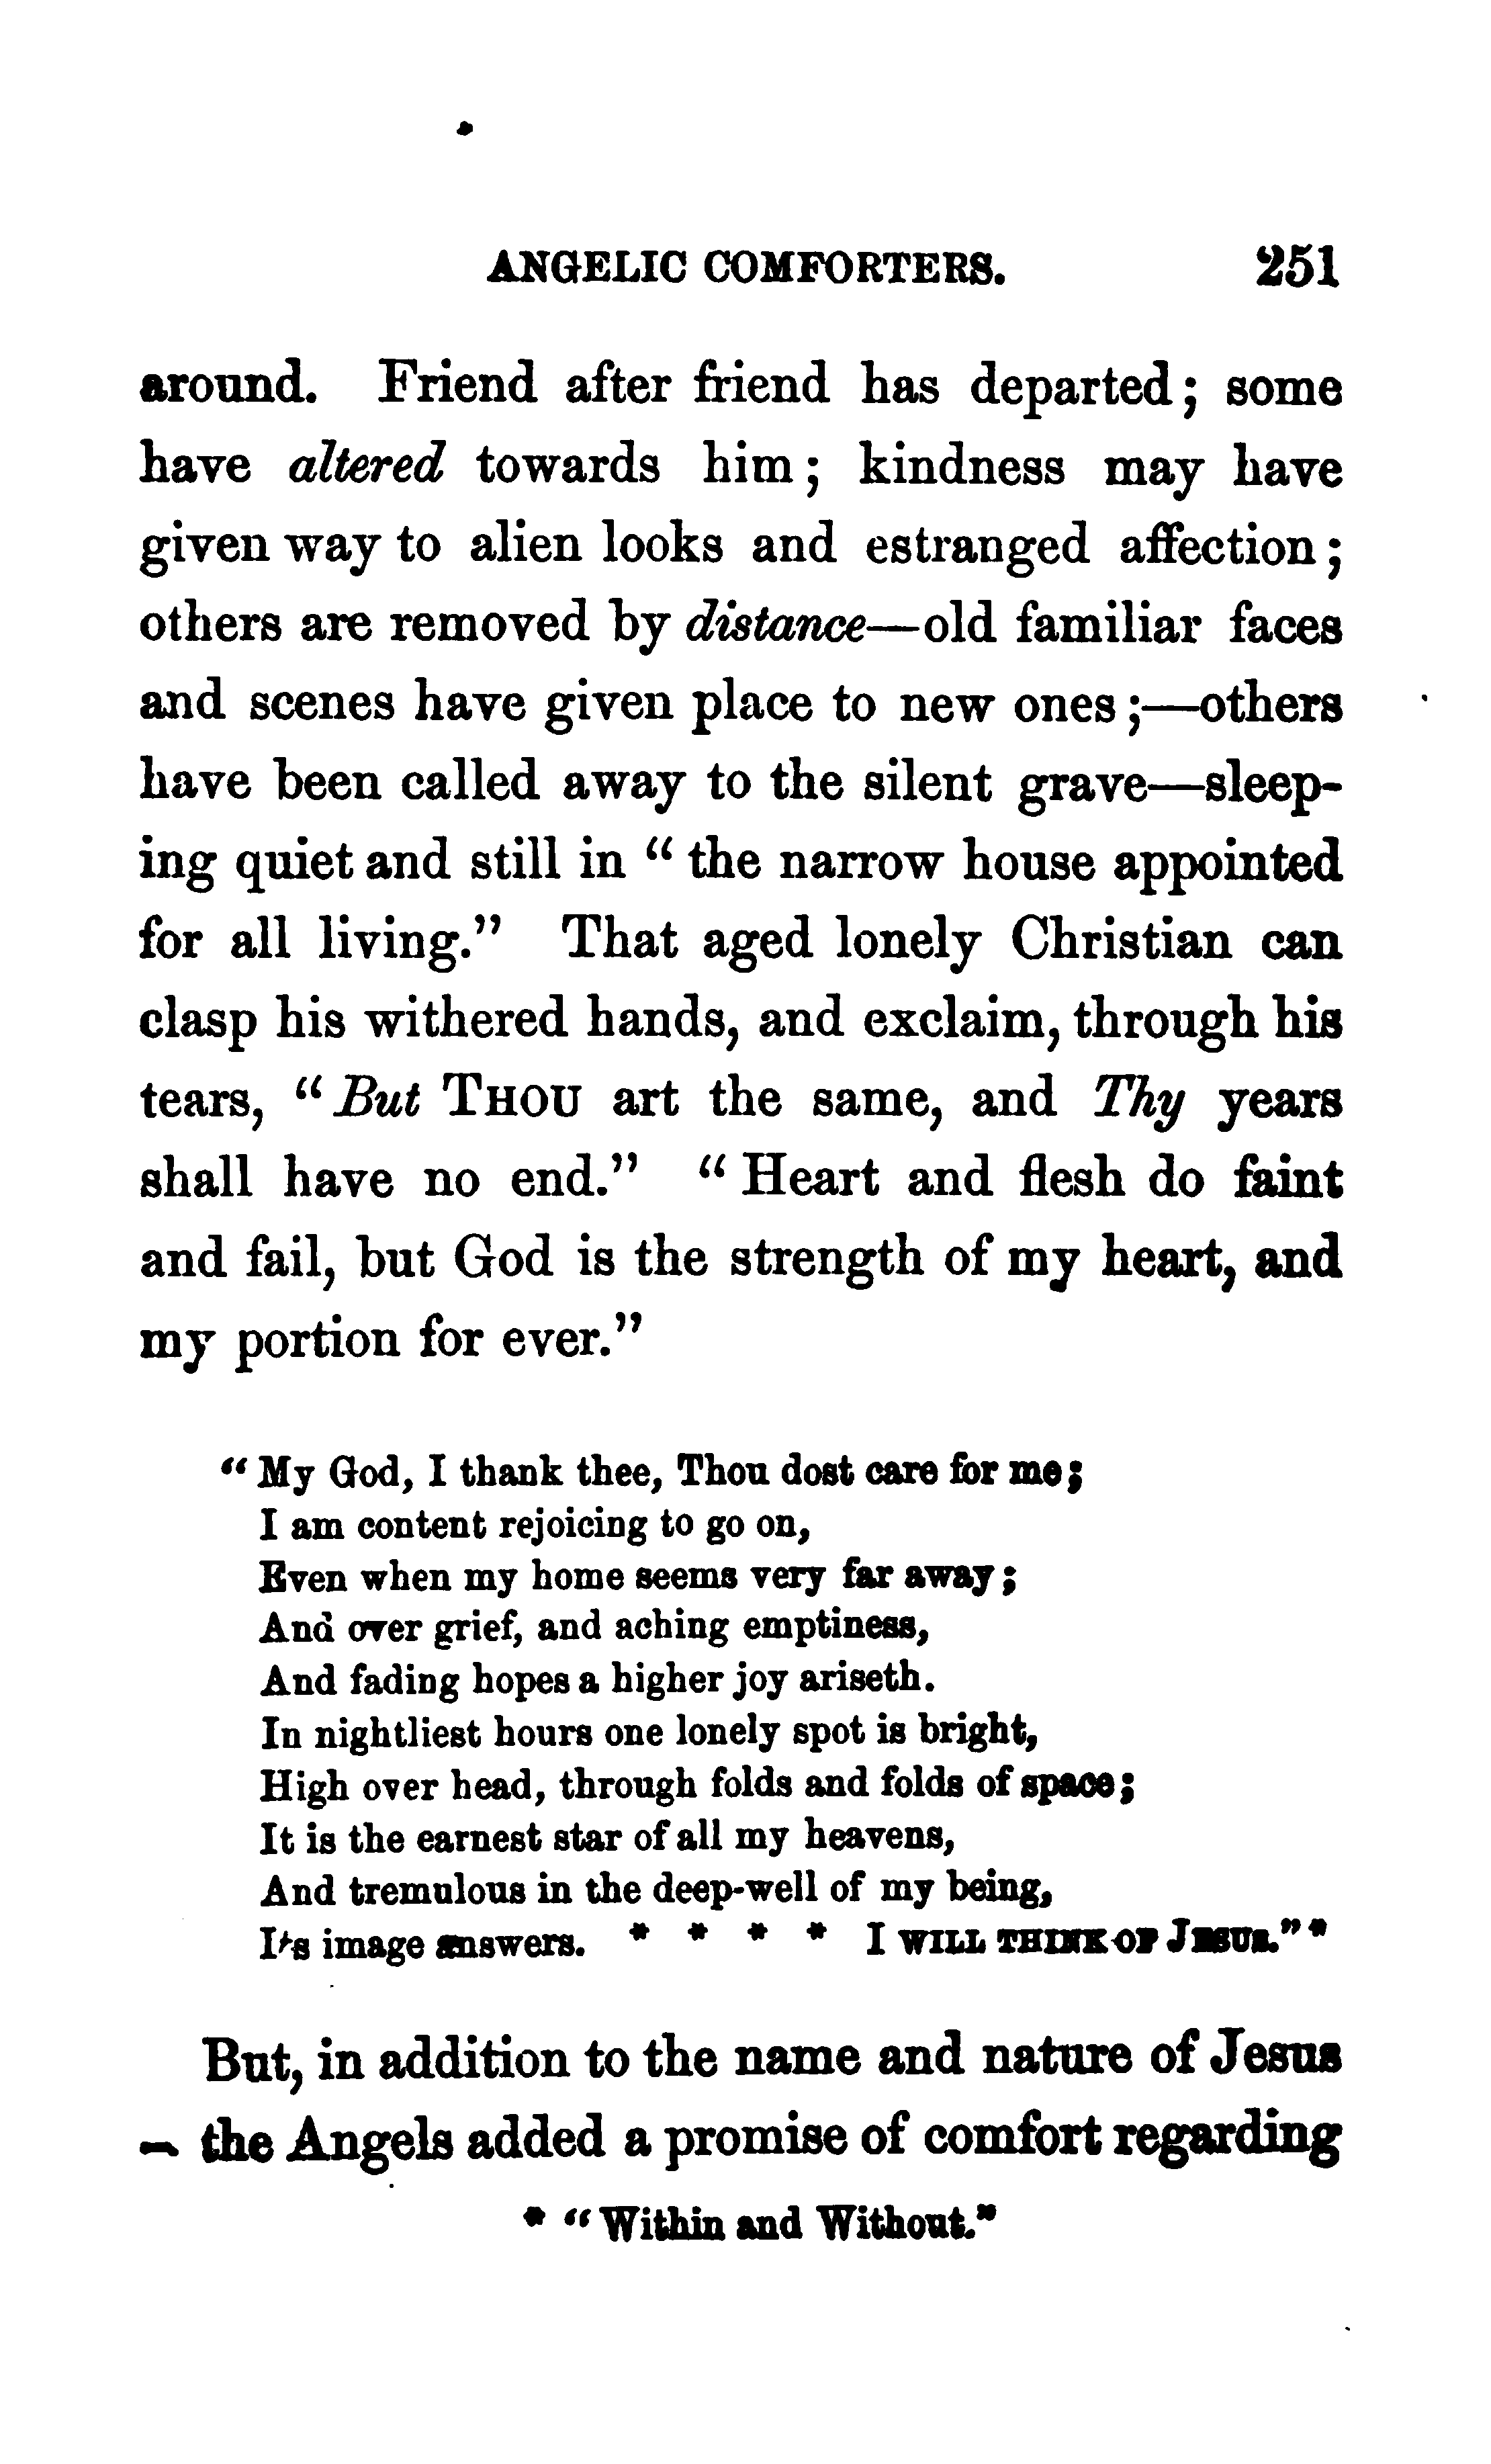 ANGELIC COMFORTERS. 251
around. Friend after friend has departed; some
have altered towards him; kindness may have
given way to alien looks and estranged affection;
others are removed by distance—old familiar faces
and scenes have given place to new ones;—others
have been called away to the silent grave—sleep-
ing quiet and still in "the narrow house appointed
for all living." That aged lonely Christian can
clasp his withered hands, and exclaim, through his
tears, "But THOU art the same, and Thy years
shall have no end." "Heart and flesh do faint
and fail, but God is the strength of my heart, and
my portion for ever."
"My God, I thank thee, Thou dost care for me;
I am content rejoicing to go on,
Even when my home seems very far away;
And over grief, and aching emptiness,
And fading hopes a higher joy ariseth.
In nightliest hours one lonely spot is bright,
High over head, through folds and folds of space;
It is the earnest star of all my heavens,
And tremulous in the deep-well of my being,
It's image answers. * * * * I WILL THINK OF JESUS."*
But, in addition to the name and nature of Jesus
— the Angels added a promise of comfort regarding
* "Within and Without."